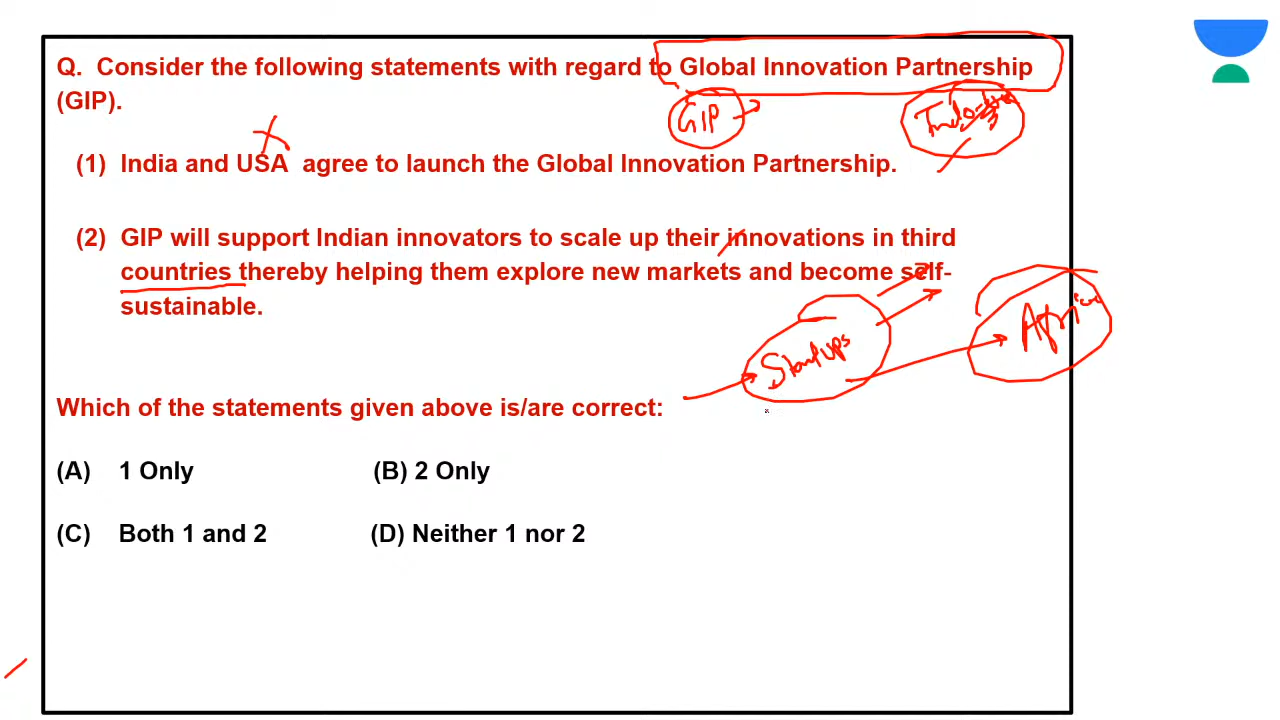 Q. Consider the following statements with regard to Global Innovation Partnership
(GIP).
GIP
(1) India and USA agree to launch the Global Innovation Partnership.
(2) GIP will support Indian innovators to scale up their innovations in third
countries thereby helping them explore new markets and become self-
sustainable.
Africa
Startups
Which of the statements given above is/are correct:
(A) 1 Only (B) 2 Only
(C) Both 1 and 2 (D) Neither 1 nor 2